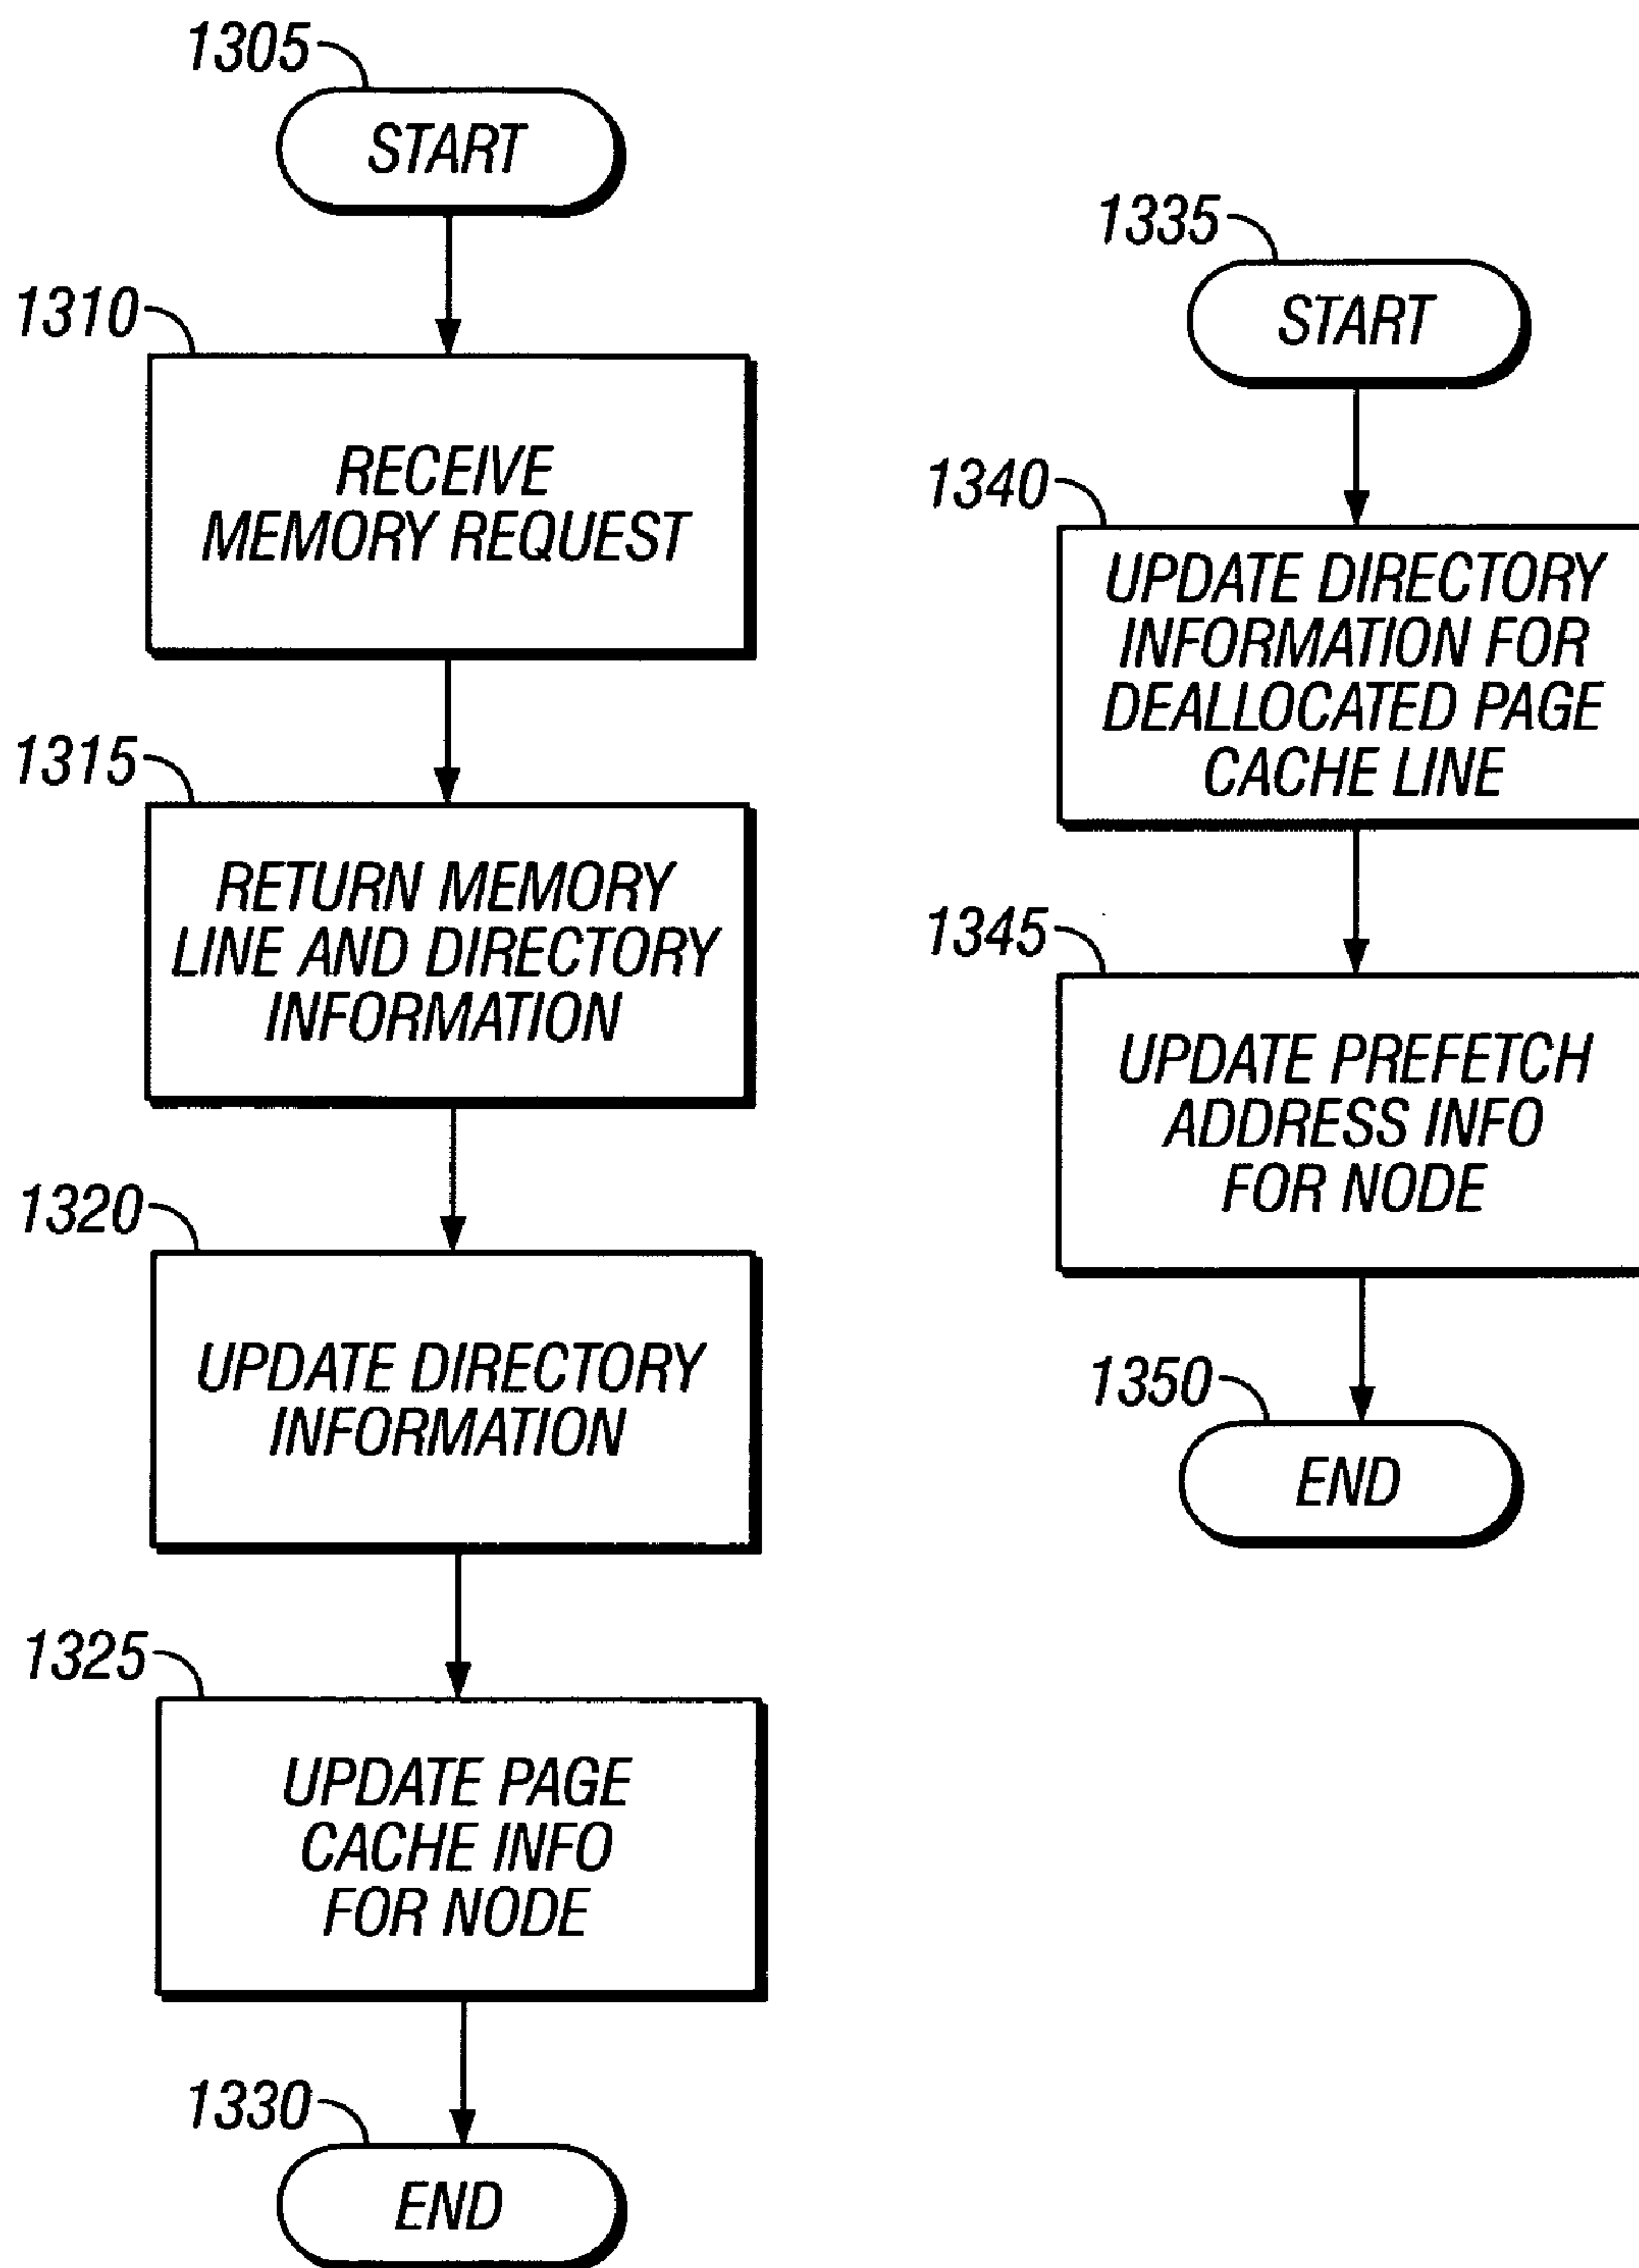 1305
START
1310
RECEIVE
MEMORY REQUEST
1315
RETURN MEMORY
LINE AND DIRECTORY
INFORMATION
1320
UPDATE DIRECTORY
INFORMATION
1325
UPDATE PAGE
CACHE INFO
FOR NODE
1330
END
1335
START
1340
UPDATE DIRECTORY
INFORMATION FOR
DEALLOCATED PAGE
CACHE LINE
1345
UPDATE PREFETCH
ADDRESS INFO
FOR NODE
1350
END